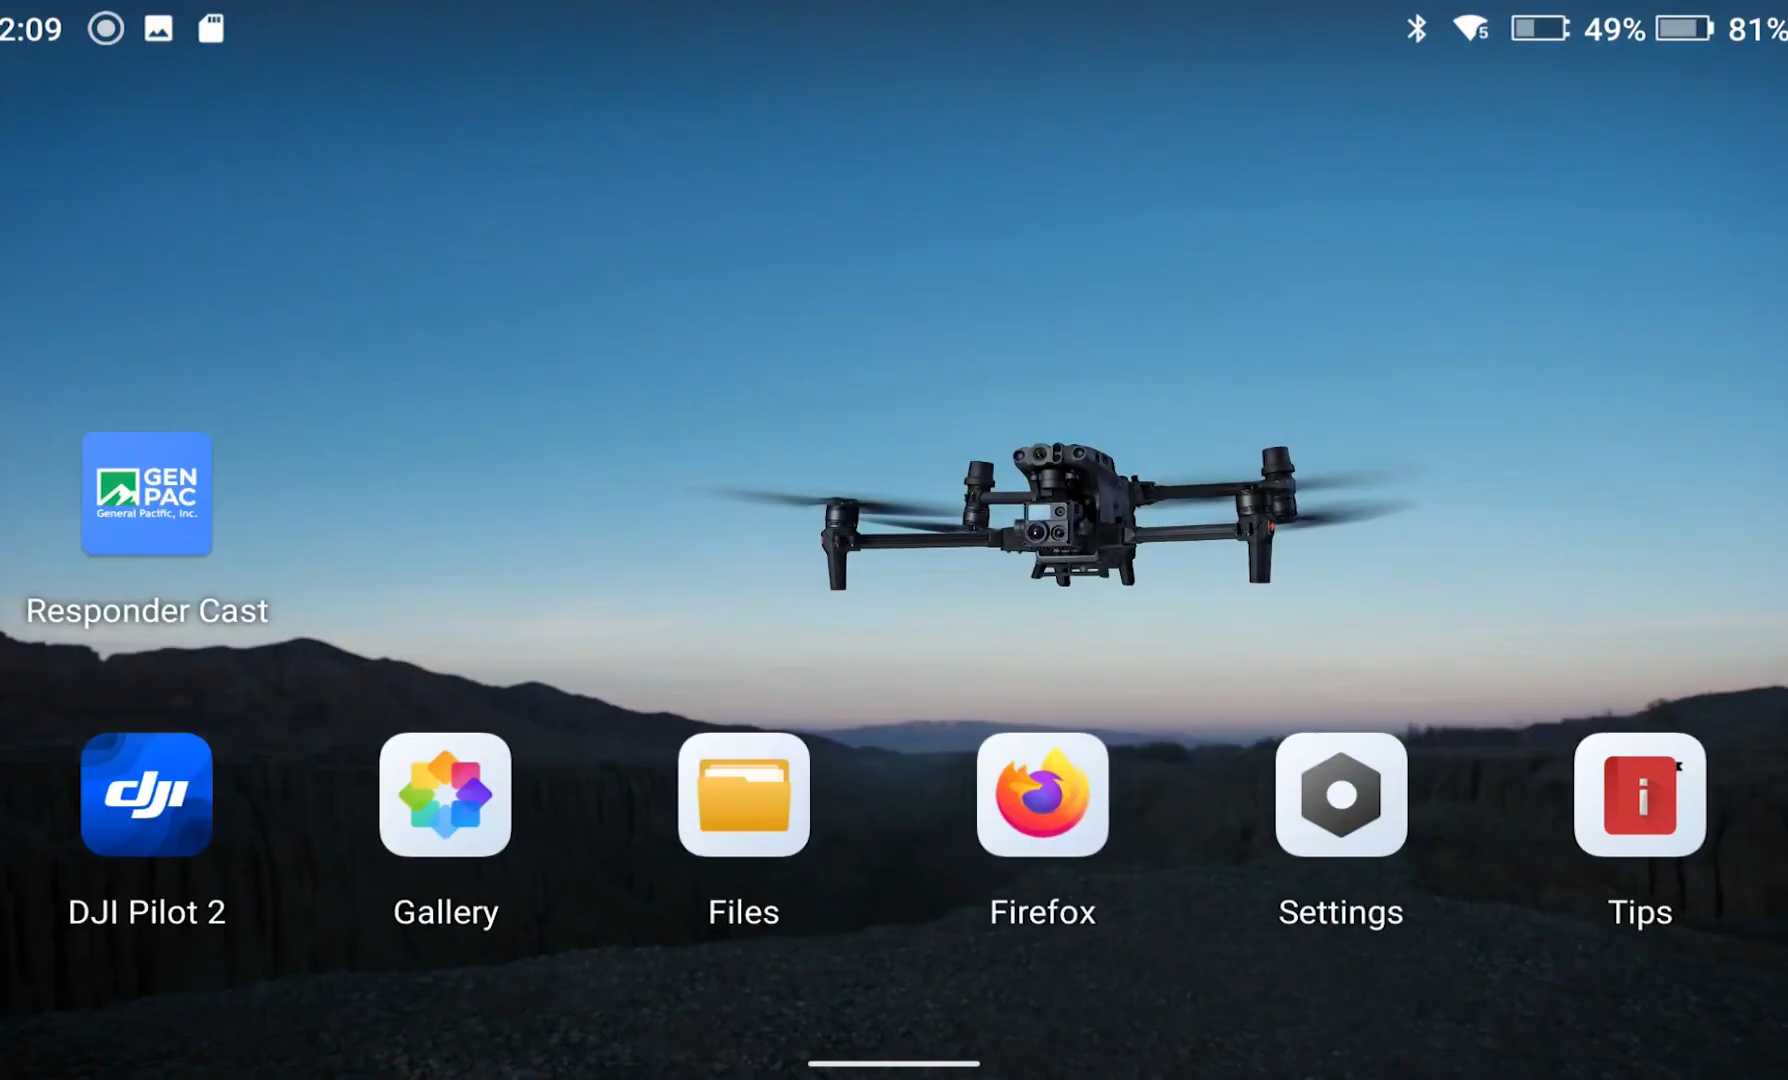 2:09
5 49% 81%
GEN
PAC
General Pacific, Inc.
Responder Cast
dji
DJI Pilot 2
Gallery
Files
Firefox
Settings
i
Tips